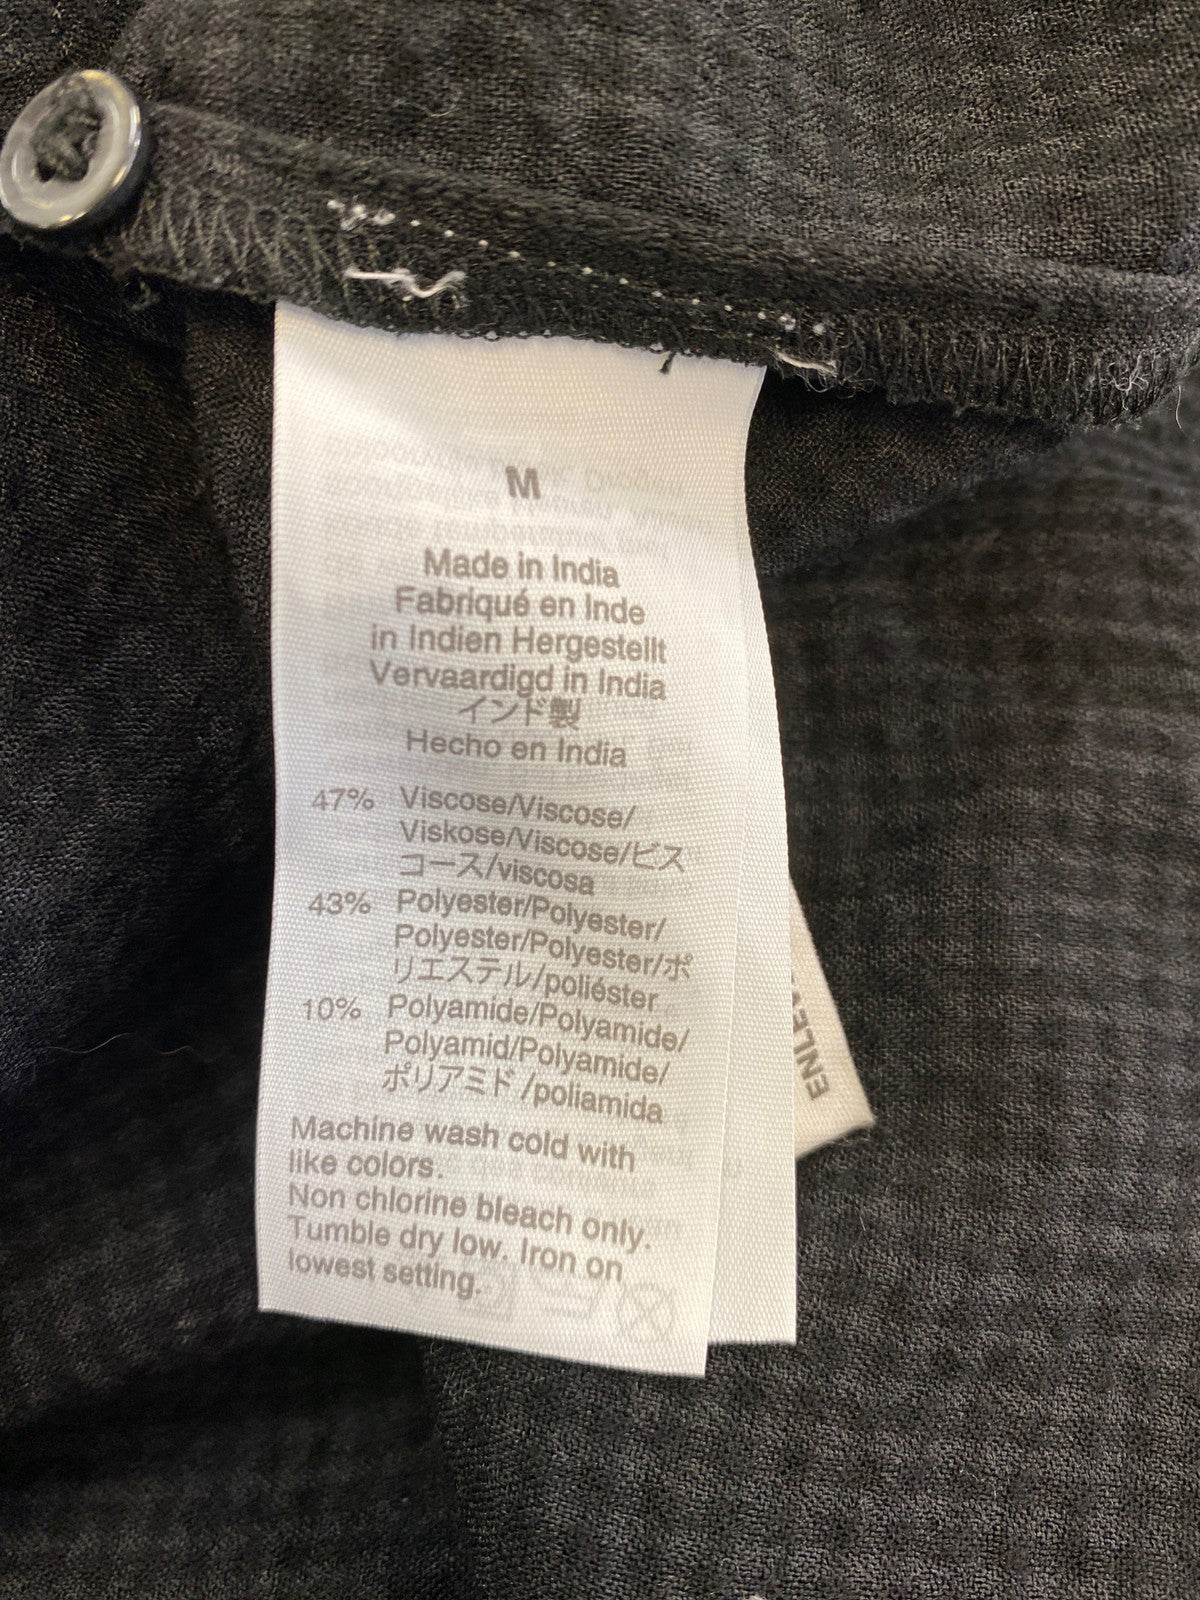 M
Made in India
Fabriqué en Inde
in Indien Hergestellt
Vervaardigd in India
インド製
Hecho en India
47% Viscose/Viscose/
Viskose/Viscose/ビス
コース/viscosa
43% Polyester/Polyester/
Polyester/Polyester/ポ
リエステル/poliéster
10% Polyamide/Polyamide/
Polyamid/Polyamide/
ポリアミド/poliamida
Machine wash cold with
like colors.
Non chlorine bleach only.
Tumble dry low. Iron on
lowest setting.